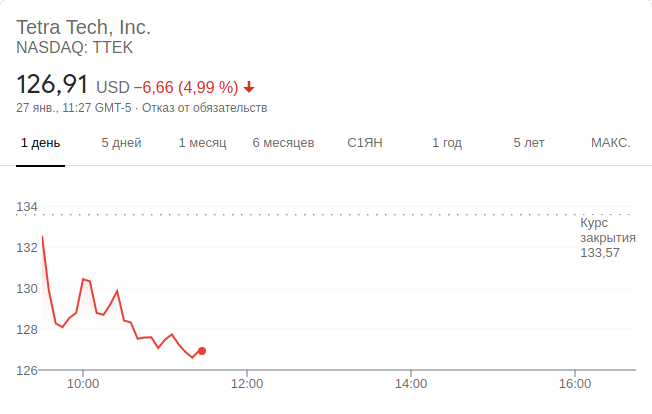 Tetra Tech, Inc.
NASDAQ: TTEK
126,91 USD −6,66 (4,99 %)
27 янв., 11:27 GMT-5 · Отказ от обязательств
1 день 5 дней 1 месяц 6 месяцев С1ЯН 1 год 5 лет МАКС.
134
Курс
закрытия
133,57
132
130
128
126
10:00 12:00 14:00 16:00